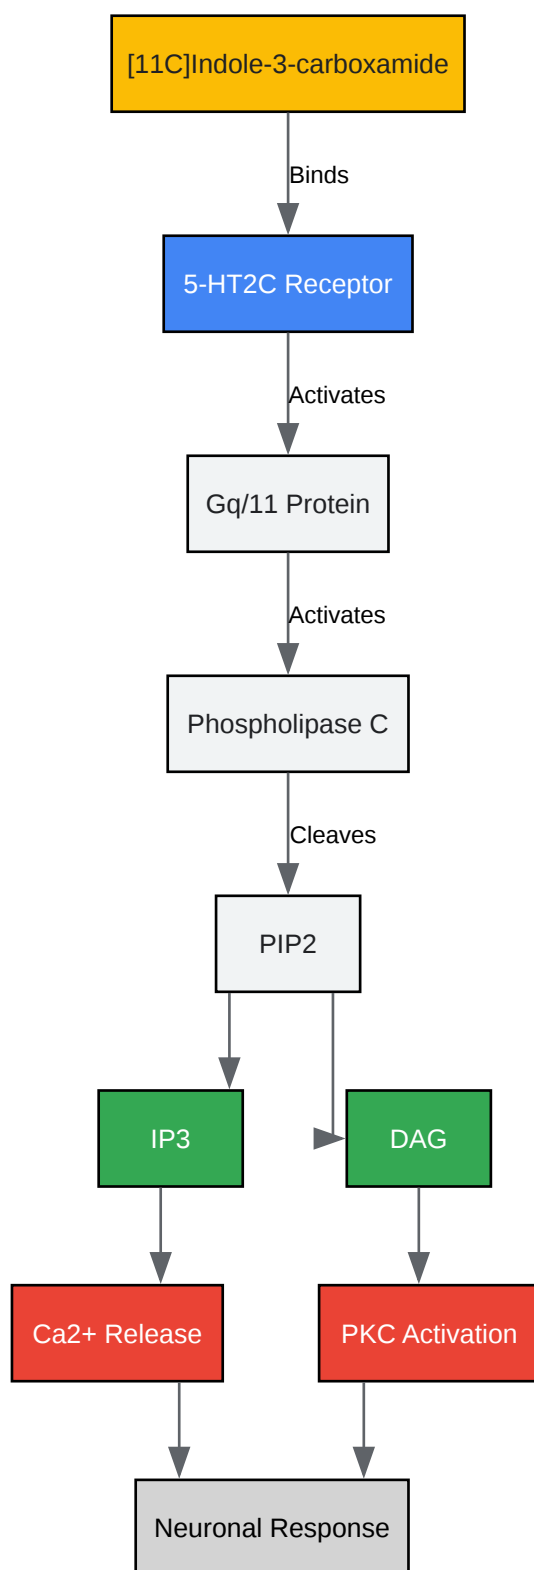 [11C]Indole-3-carboxamide
Binds
5-HT2C Receptor
Activates
Gq/11 Protein
Activates
Phospholipase C
Cleaves
PIP2
IP3
DAG
Ca2+ Release
PKC Activation
Neuronal Response